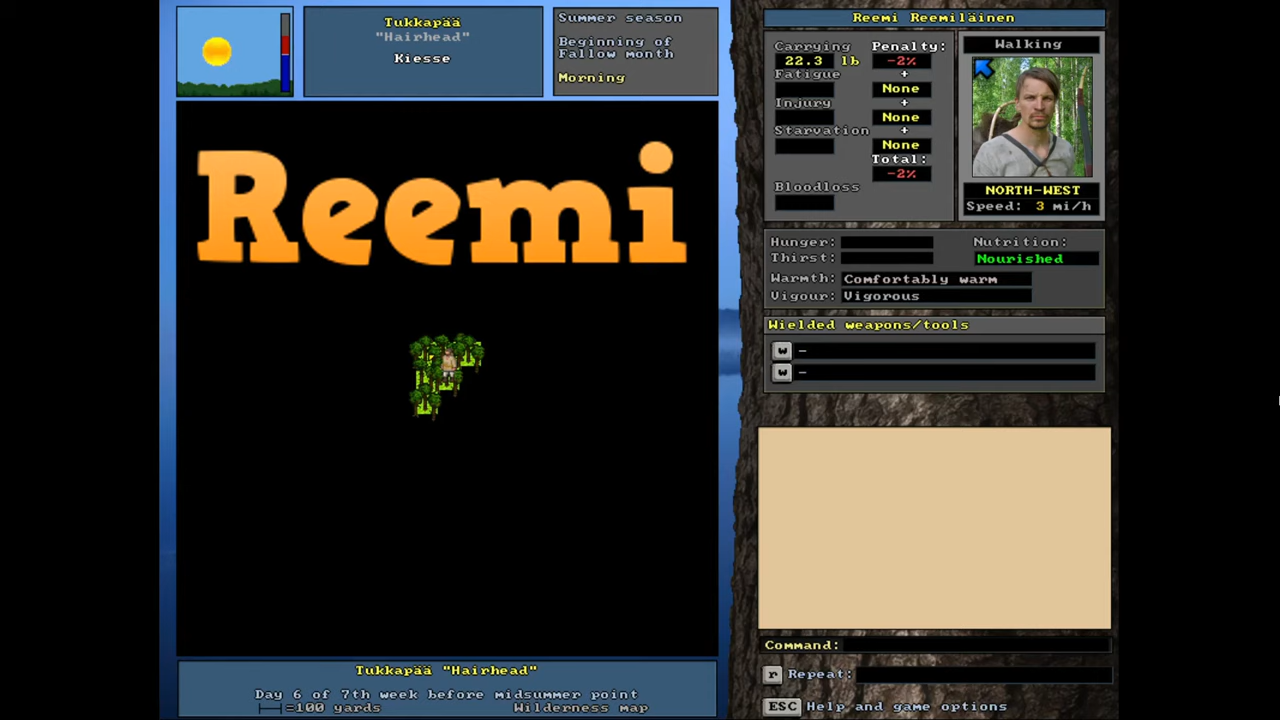 Tukkapää
"Hairhead"
Kiesse
Summer season
Beginning of
Fallow month
Morning
Reemi
Tukkapää "Hairhead"
Day 6 of 7th week before midsummer point
=100 yards Wilderness map
Reemi Reemiläinen
Carrying Penalty:
22.3 lb -2%
Fatigue +
None
Injury +
None
Starvation +
None
Total:
-2%
Bloodloss
Walking
NORTH-WEST
Speed: 3 mi/h
Hunger: Nutrition:
Thirst: Nourished
Warmth: Comfortably warm
Vigour: Vigorous
Wielded weapons/tools
w -
w -
Command:
r Repeat:
ESC Help and game options